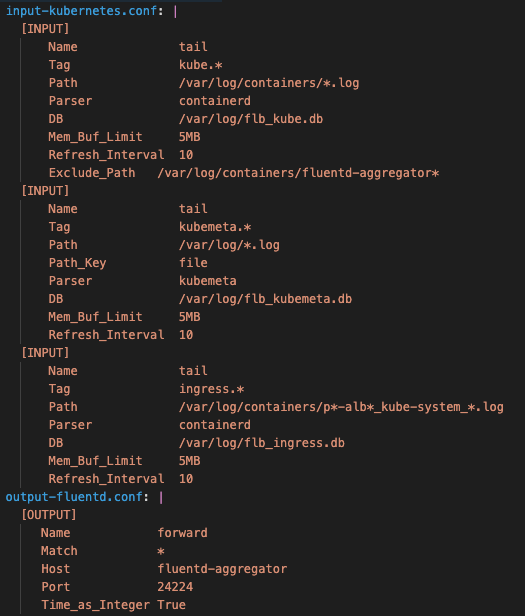 input-kubernetes.conf: |
[INPUT]
Name tail
Tag kube.*
Path /var/log/containers/*.log
Parser containerd
DB /var/log/flb_kube.db
Mem_Buf_Limit 5MB
Refresh_Interval 10
Exclude_Path /var/log/containers/fluentd-aggregator*
[INPUT]
Name tail
Tag kubemeta.*
Path /var/log/*.log
Path_Key file
Parser kubemeta
DB /var/log/flb_kubemeta.db
Mem_Buf_Limit 5MB
Refresh_Interval 10
[INPUT]
Name tail
Tag ingress.*
Path /var/log/containers/p*-alb*_kube-system_*.log
Parser containerd
DB /var/log/flb_ingress.db
Mem_Buf_Limit 5MB
Refresh_Interval 10
output-fluentd.conf: |
[OUTPUT]
Name forward
Match *
Host fluentd-aggregator
Port 24224
Time_as_Integer True